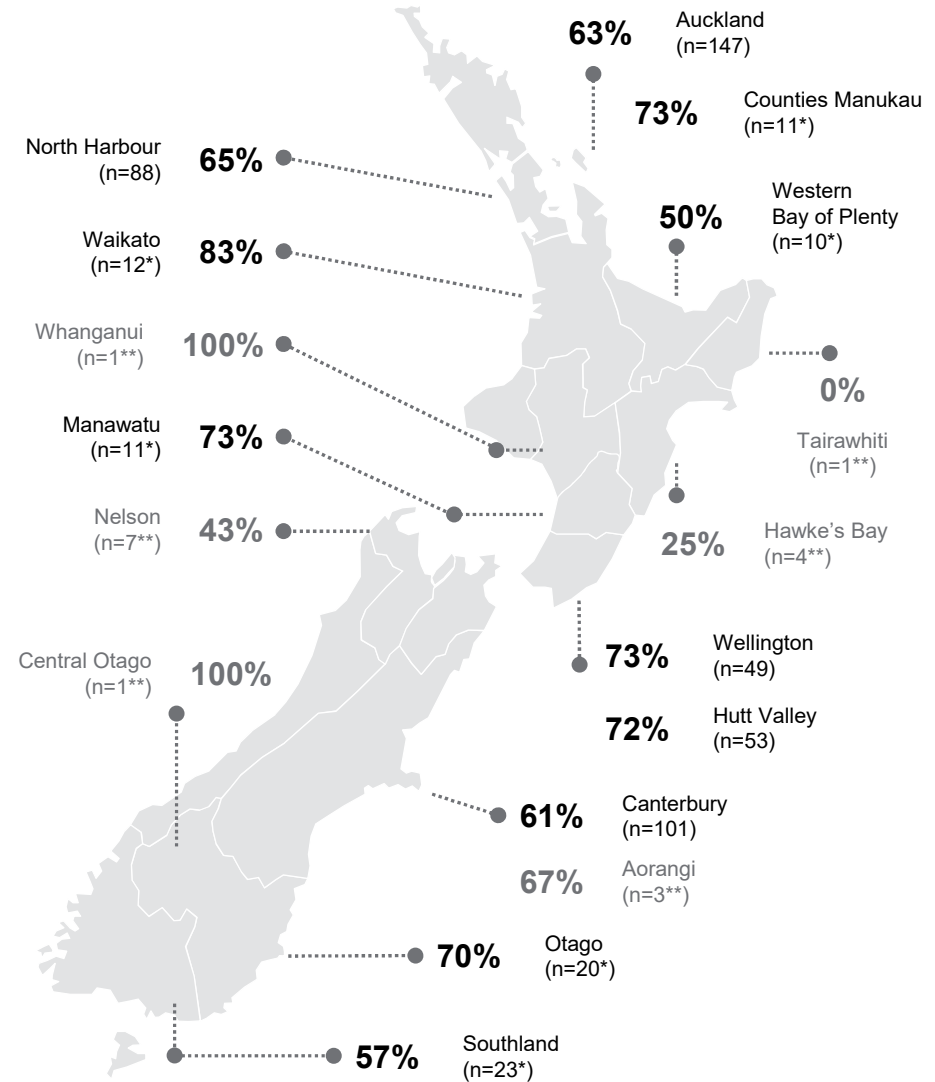 63%
Auckland
(n=147)
73%
Counties Manukau
(n=11*)
North Harbour
(n=88)
65%
Western
Bay of Plenty
(n=10*)
50%
Waikato
(n=12*)
83%
Whanganui
(n=1**)
100%
0%
Tairawhiti
(n=1**)
Manawatu
(n=11*)
73%
Nelson
(n=7**)
43%
25%
Hawke's Bay
(n=4**)
Central Otago
(n=1**)
100%
73%
Wellington
(n=49)
72%
Hutt Valley
(n=53)
61%
Canterbury
(n=101)
67%
Aorangi
(n=3**)
70%
Otago
(n=20*)
57%
Southland
(n=23*)